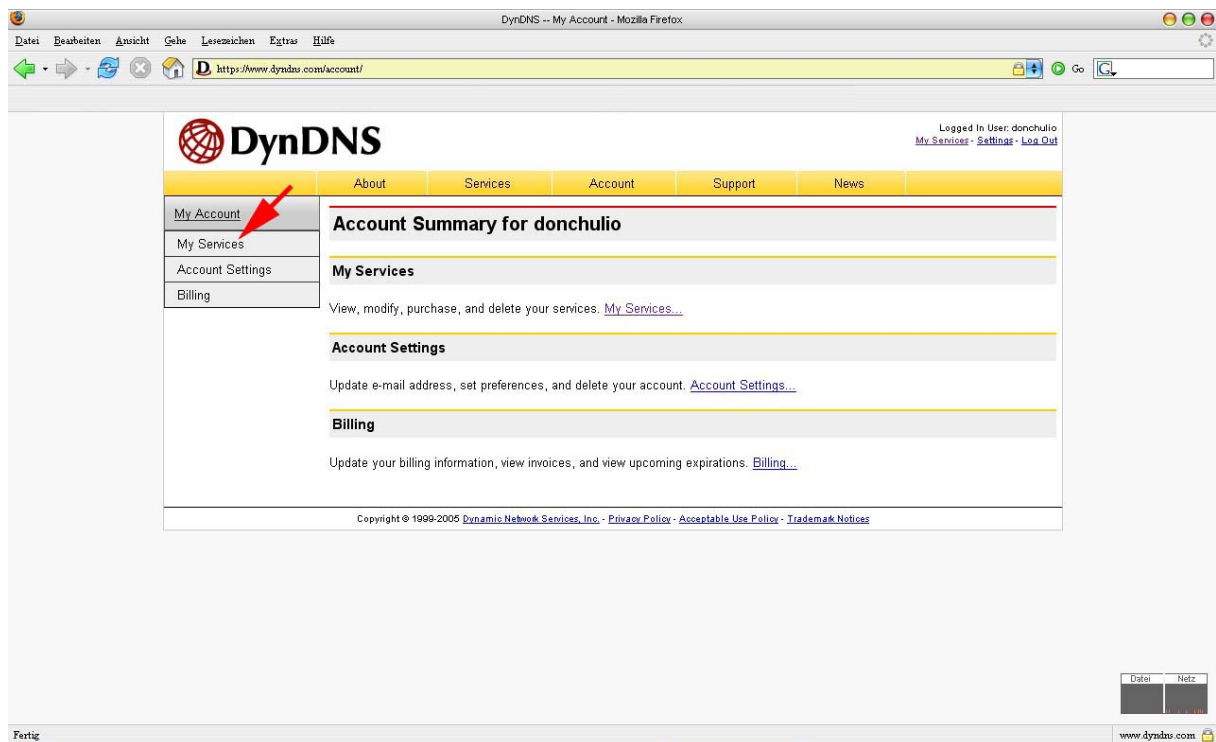 DynDNS -- My Account - Mozilla Firefox
Datei Bearbeiten Ansicht Gehe Lesezeichen Extras Hilfe
https://www.dyndns.com/account/ Go
DynDNS
Logged In User: donchulio
My Services - Settings - Log Out
About Services Account Support News
My Account
My Services
Account Settings
Billing
Account Summary for donchulio
My Services
View, modify, purchase, and delete your services. My Services...
Account Settings
Update e-mail address, set preferences, and delete your account. Account Settings...
Billing
Update your billing information, view invoices, and view upcoming expirations. Billing...
Copyright © 1999-2005 Dynamic Network Services, Inc. - Privacy Policy - Acceptable Use Policy - Trademark Notices
Datei Netz
Fertig www.dyndns.com